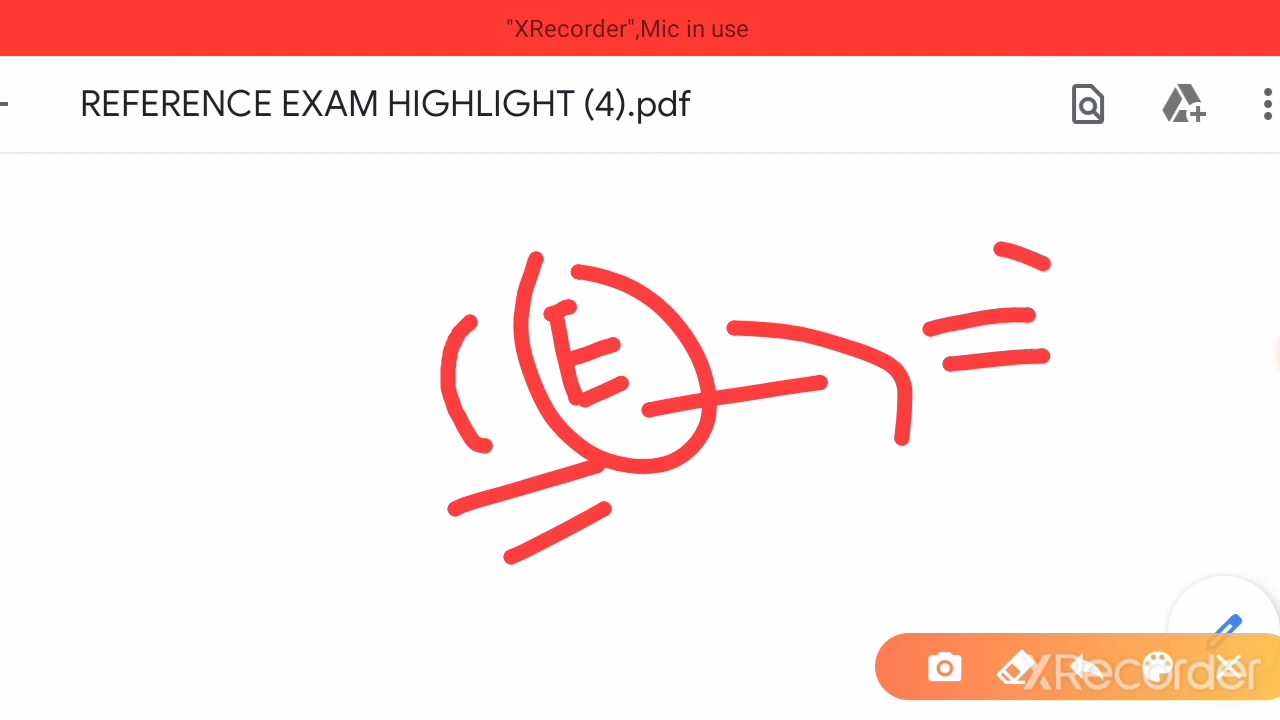 "XRecorder",Mic in use
REFERENCE EXAM HIGHLIGHT (4).pdf
E
XRecorder